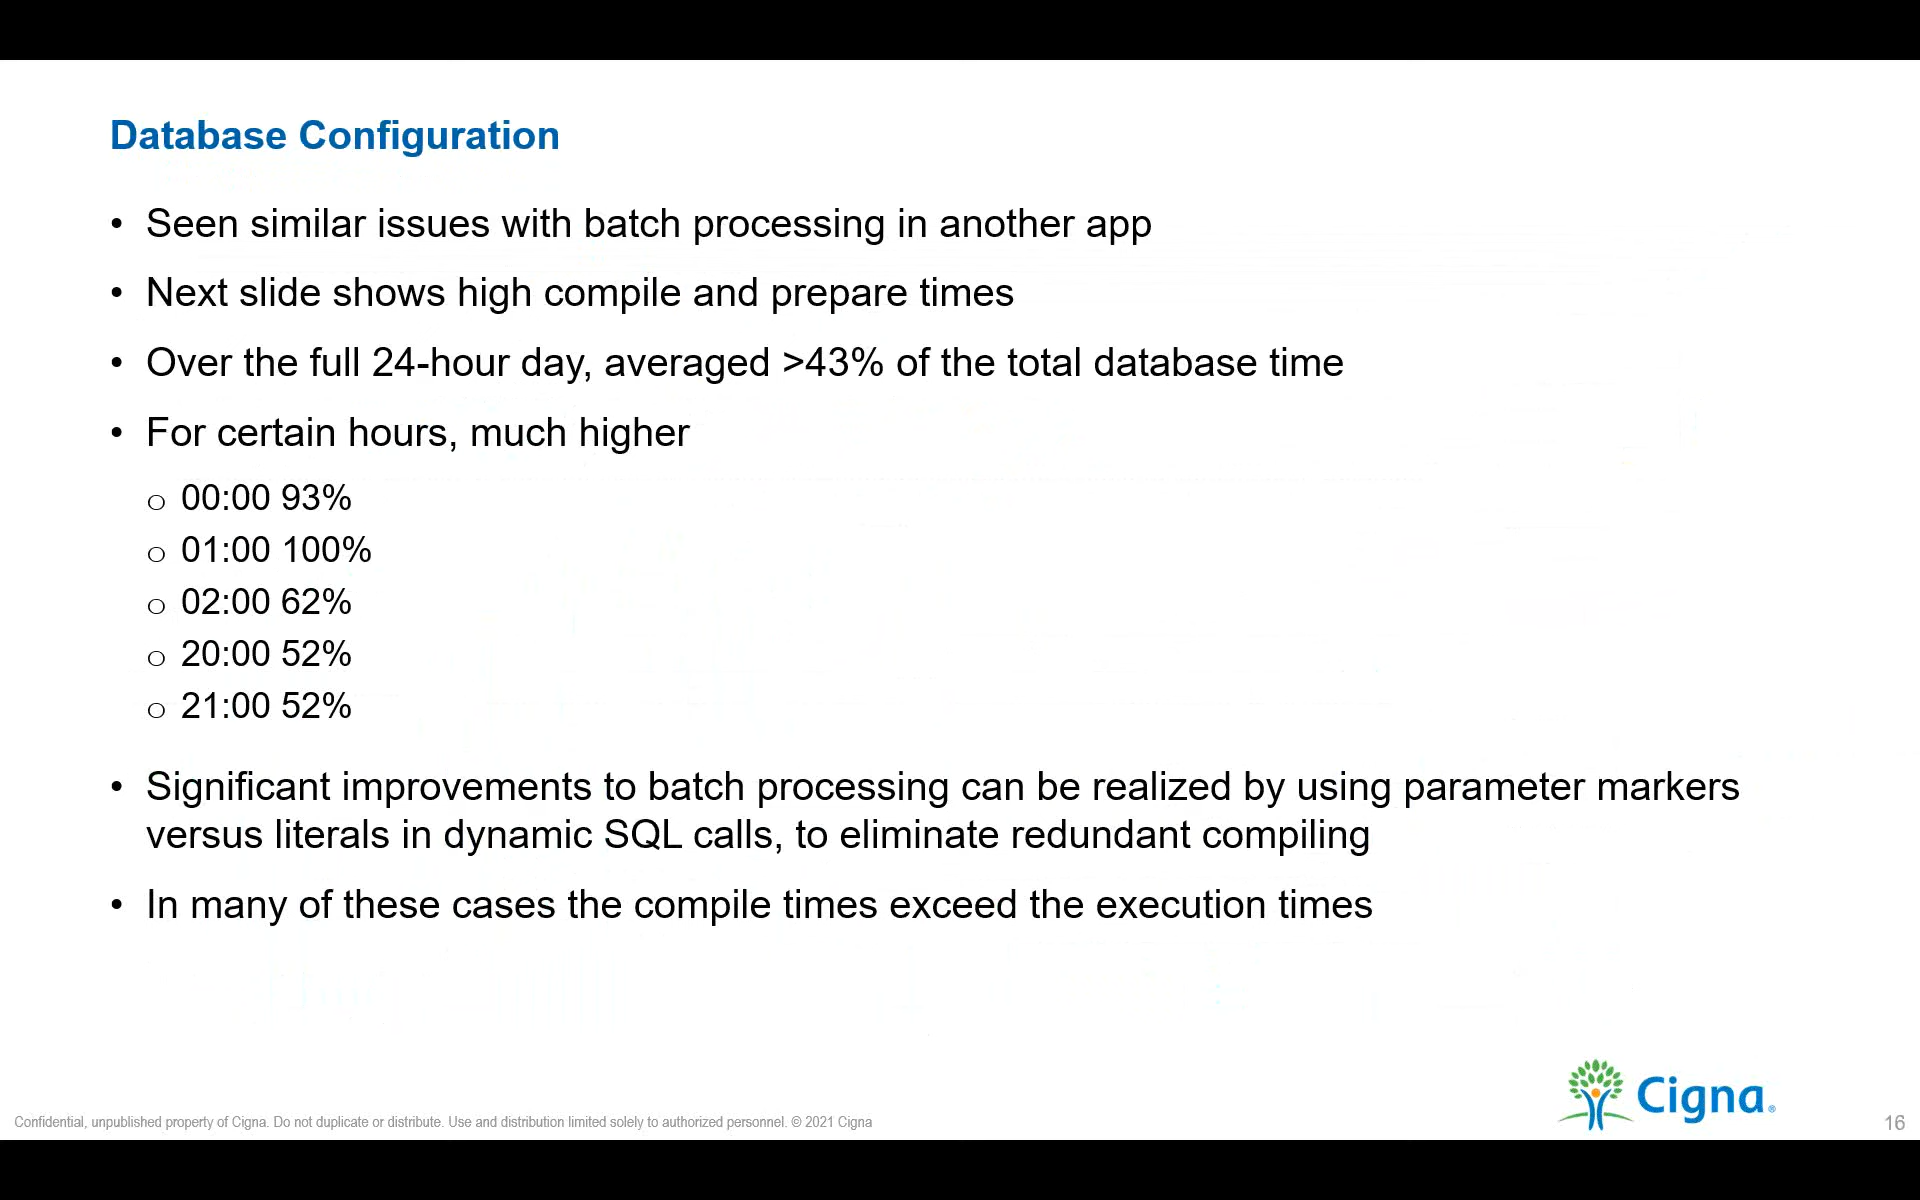 Database Configuration
• Seen similar issues with batch processing in another app
• Next slide shows high compile and prepare times
• Over the full 24-hour day, averaged >43% of the total database time
• For certain hours, much higher
o 00:00 93%
o 01:00 100%
o 02:00 62%
o 20:00 52%
o 21:00 52%
• Significant improvements to batch processing can be realized by using parameter markers
versus literals in dynamic SQL calls, to eliminate redundant compiling
• In many of these cases the compile times exceed the execution times
Cigna®
Confidential, unpublished property of Cigna. Do not duplicate or distribute. Use and distribution limited solely to authorized personnel. © 2021 Cigna
16